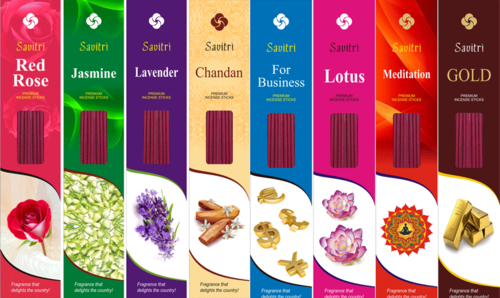 Savitri
Red
Rose
PREMIUM
INCENSE STICKS
Fragrance that
delights the country!
Savitri
Jasmine
PREMIUM
INCENSE STICKS
Fragrance that
delights the country!
Savitri
Lavender
PREMIUM
INCENSE STICKS
Fragrance that
delights the country!
Savitri
Chandan
PREMIUM
INCENSE STICKS
Fragrance that
delights the country!
Savitri
For
Business
PREMIUM
INCENSE STICKS
Fragrance that
delights the country!
Savitri
Lotus
PREMIUM
INCENSE STICKS
Fragrance that
delights the country!
Savitri
Meditation
PREMIUM
INCENSE STICKS
Fragrance that
delights the country!
Savitri
GOLD
PREMIUM
INCENSE STICKS
Fragrance that
delights the country!